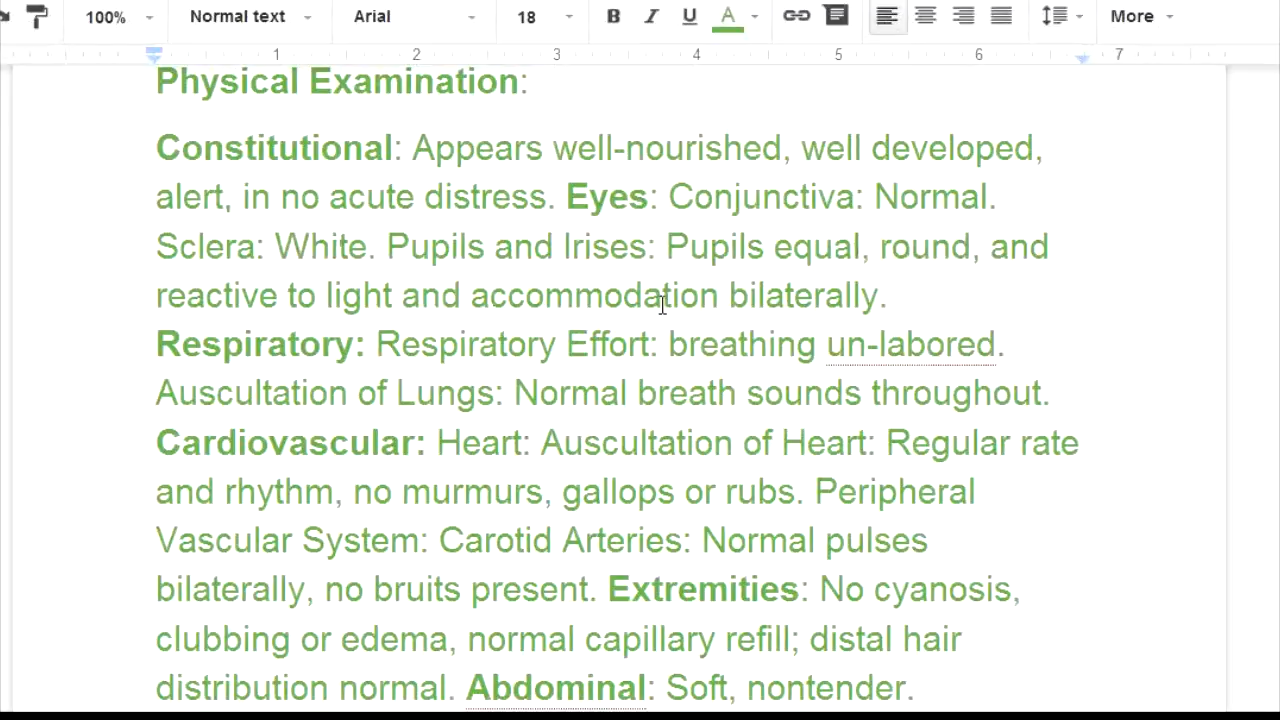 100% Normal text Arial 18 B I U A More
1 2 3 4 5 6 7
Physical Examination:
Constitutional: Appears well-nourished, well developed,
alert, in no acute distress. Eyes: Conjunctiva: Normal.
Sclera: White. Pupils and Irises: Pupils equal, round, and
reactive to light and accommodation bilaterally.
Respiratory: Respiratory Effort: breathing un-labored.
Auscultation of Lungs: Normal breath sounds throughout.
Cardiovascular: Heart: Auscultation of Heart: Regular rate
and rhythm, no murmurs, gallops or rubs. Peripheral
Vascular System: Carotid Arteries: Normal pulses
bilaterally, no bruits present. Extremities: No cyanosis,
clubbing or edema, normal capillary refill; distal hair
distribution normal. Abdominal: Soft, nontender.